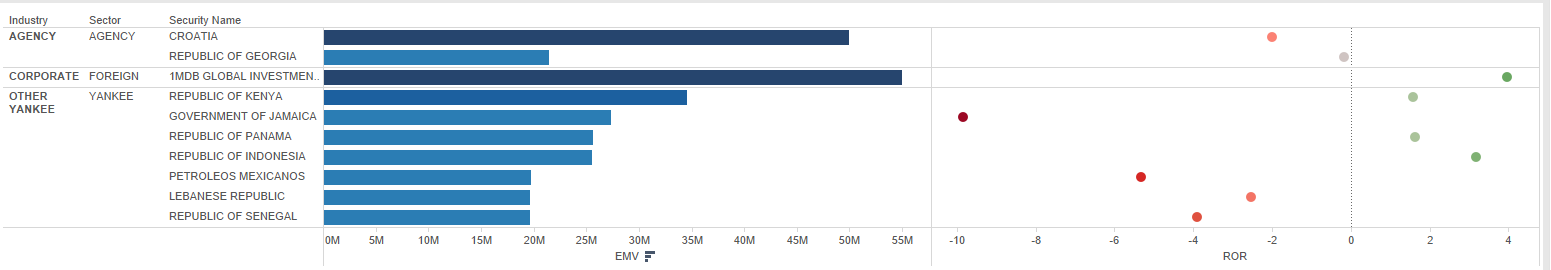 Industry Sector Security Name
AGENCY AGENCY CROATIA
REPUBLIC OF GEORGIA
CORPORATE FOREIGN 1MDB GLOBAL INVESTMEN..
OTHER YANKEE YANKEE REPUBLIC OF KENYA
GOVERNMENT OF JAMAICA
REPUBLIC OF PANAMA
REPUBLIC OF INDONESIA
PETROLEOS MEXICANOS
LEBANESE REPUBLIC
REPUBLIC OF SENEGAL
0M 5M 10M 15M 20M 25M 30M 35M 40M 45M 50M 55M -10 -8 -6 -4 -2 0 2 4
EMV ROR